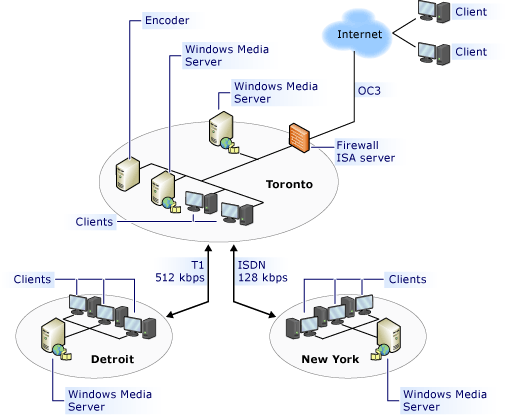 Encoder
Client
Windows Media
Server
Internet
Client
Windows Media
Server
OC3
Firewall
ISA server
Toronto
Clients
T1
512 kbps
ISDN
128 kbps
Clients
Clients
Detroit
New York
Windows Media
Server
Windows Media
Server